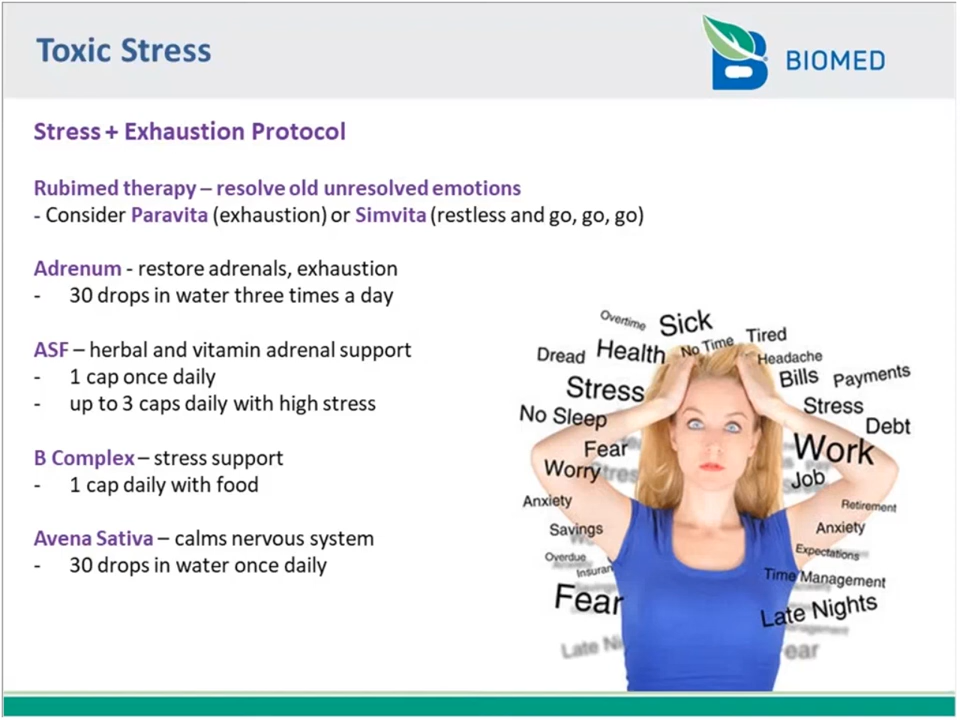 Toxic Stress
BIOMED
Stress + Exhaustion Protocol
Rubimed therapy – resolve old unresolved emotions
- Consider Paravita (exhaustion) or Simvita (restless and go, go, go)
Adrenum - restore adrenals, exhaustion
- 30 drops in water three times a day
ASF – herbal and vitamin adrenal support
- 1 cap once daily
- up to 3 caps daily with high stress
B Complex – stress support
- 1 cap daily with food
Avena Sativa – calms nervous system
- 30 drops in water once daily
Overtime
Sick
Tired
Dread
Health
No Time
Headache
Bills
Payments
Stress
Stress
No Sleep
Debt
Fear
Work
Worry
Stres
Job
Anxiety
Retirement
Savings
Anxiety
Overdue
Expectations
Insuran
Time Management
Fear
Late Nights
Late Ni
ear